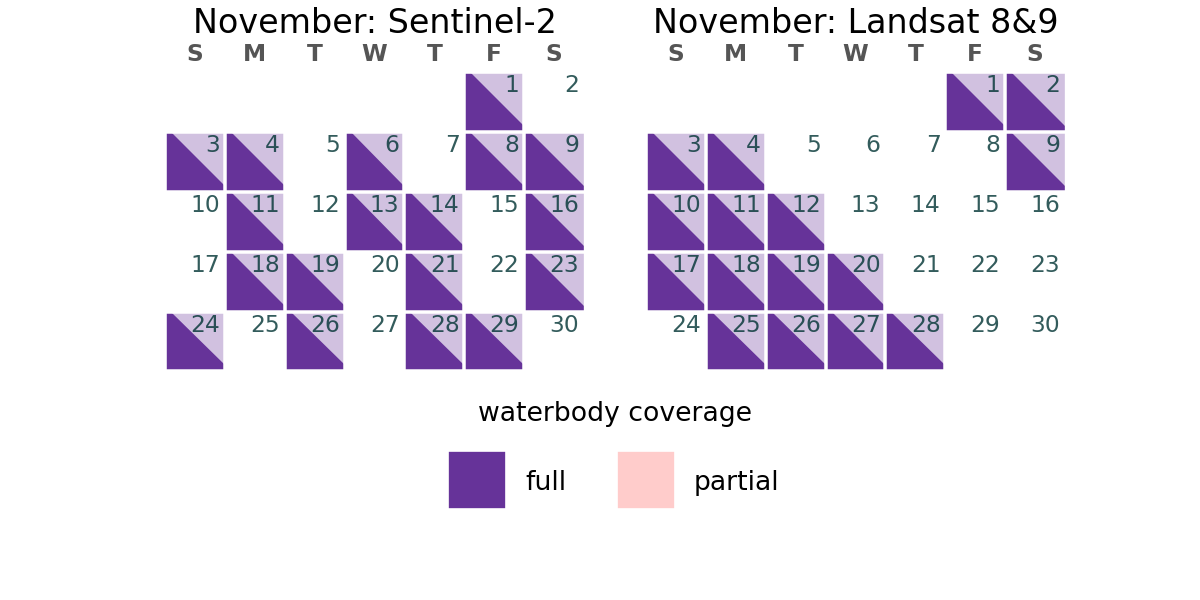 November: Sentinel-2
S M T W T F S
1 2
3 4 5 6 7 8 9
10 11 12 13 14 15 16
17 18 19 20 21 22 23
24 25 26 27 28 29 30
November: Landsat 8&9
S M T W T F S
1 2
3 4 5 6 7 8 9
10 11 12 13 14 15 16
17 18 19 20 21 22 23
24 25 26 27 28 29 30
waterbody coverage
full partial